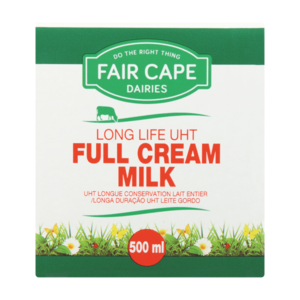 DO THE RIGHT THING
FAIR CAPE
DAIRIES
LONG LIFE UHT
FULL CREAM
MILK
UHT LONGUE CONSERVATION LAIT ENTIER
/LONGA DURAÇÃO UHT LEITE GORDO
500 ml